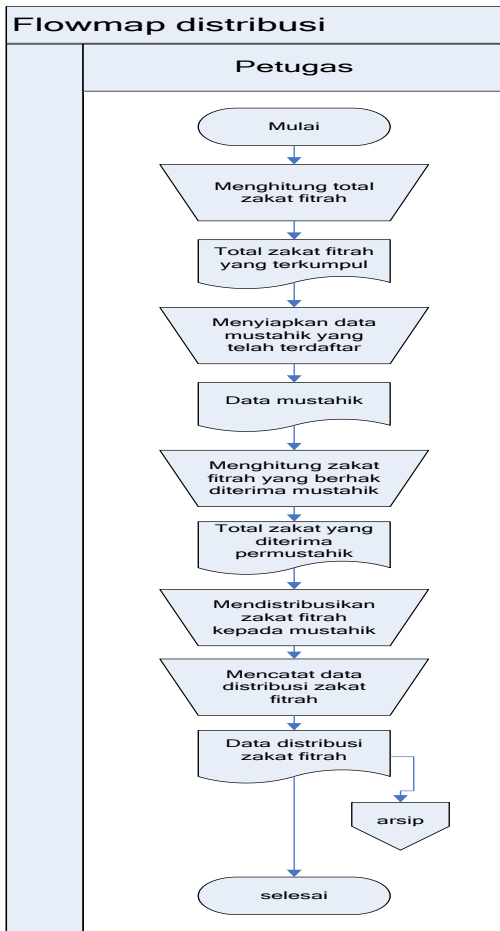 Flowmap distribusi
Petugas
Mulai
Menghitung total
zakat fitrah
Total zakat fitrah
yang terkumpul
Menyiapkan data
mustahik yang
telah terdaftar
Data mustahik
Menghitung zakat
fitrah yang berhak
diterima mustahik
Total zakat yang
diterima
permustahik
Mendistribusikan
zakat fitrah
kepada mustahik
Mencatat data
distribusi zakat
fitrah
Data distribusi
zakat fitrah
arsip
selesai